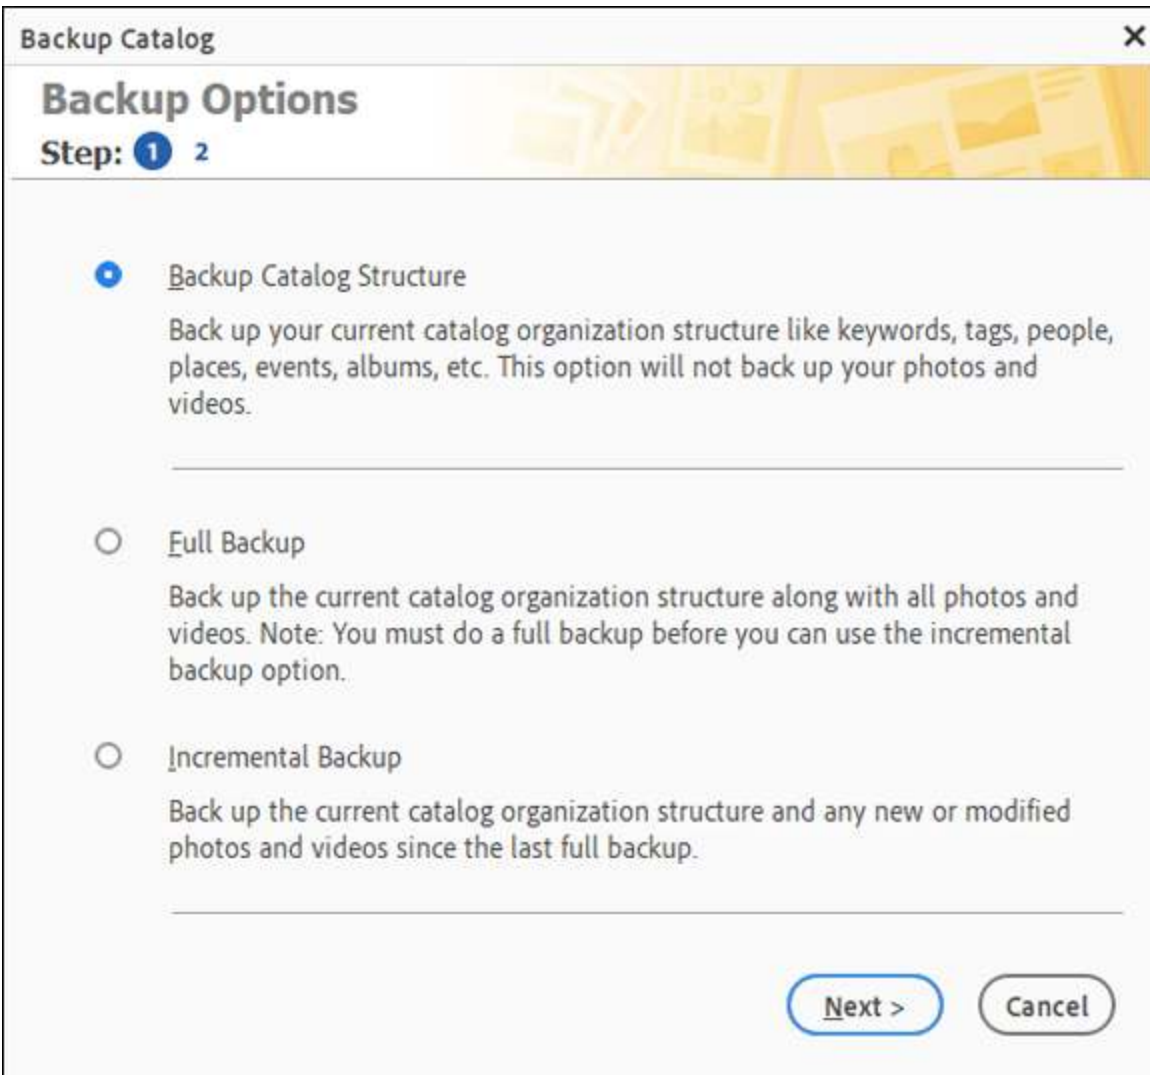 Backup Catalog
Backup Options
Step: 1 2
Backup Catalog Structure
Back up your current catalog organization structure like keywords, tags, people,
places, events, albums, etc. This option will not back up your photos and
videos.
Full Backup
Back up the current catalog organization structure along with all photos and
videos. Note: You must do a full backup before you can use the incremental
backup option.
Incremental Backup
Back up the current catalog organization structure and any new or modified
photos and videos since the last full backup.
Next > Cancel